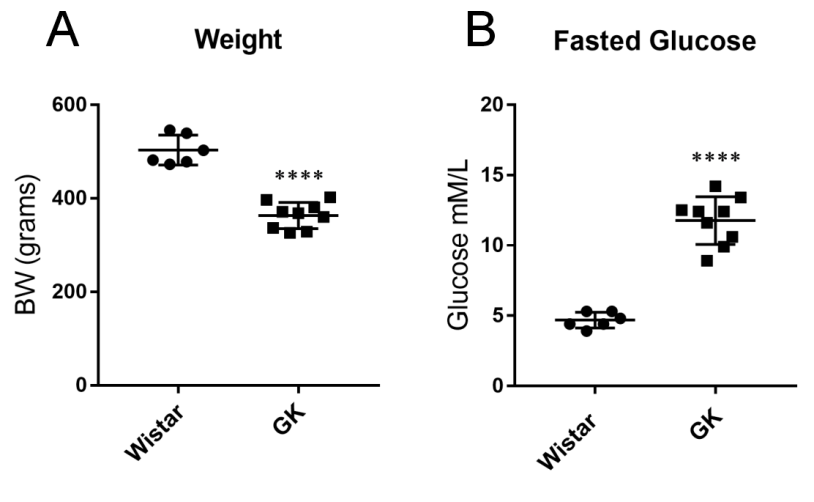 A
Weight
600
400
200
0
BW (grams)
****
Wistar
GK
B
Fasted Glucose
20
15
10
5
0
Glucose mM/L
****
Wistar
GK